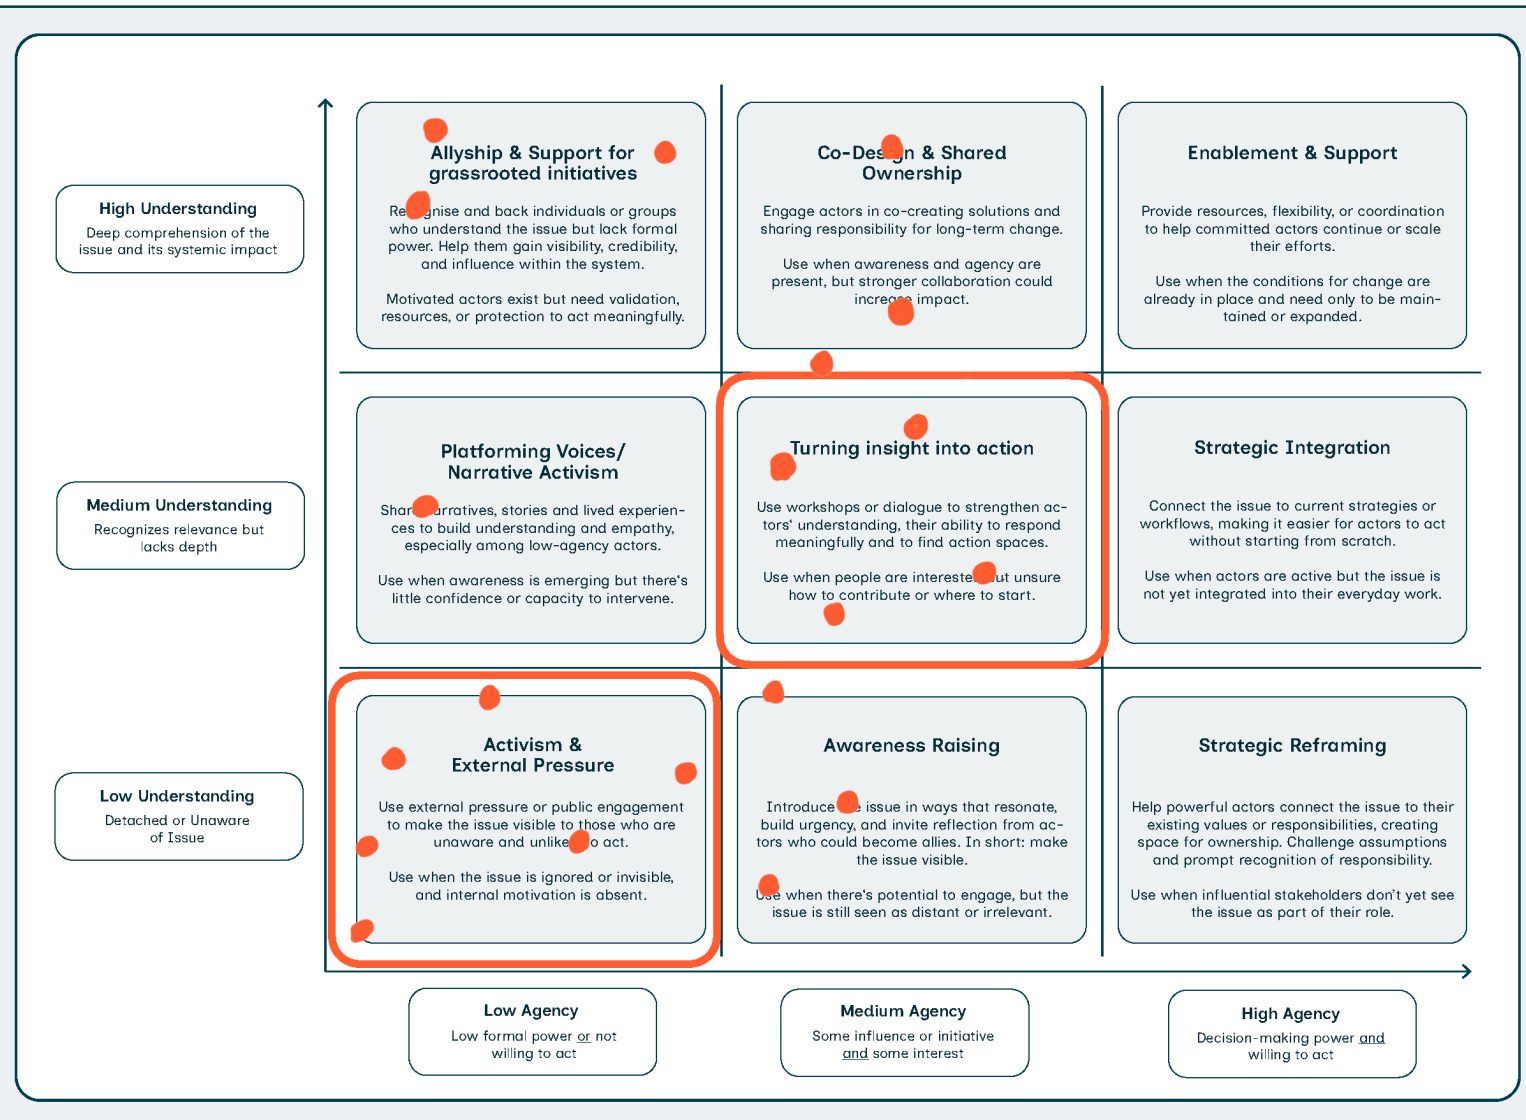 Allyship & Support for
grassrooted initiatives
Recognise and back individuals or groups
who understand the issue but lack formal
power. Help them gain visibility, credibility,
and influence within the system.
Motivated actors exist but need validation,
resources, or protection to act meaningfully.
Co-Design & Shared
Ownership
Engage actors in co-creating solutions and
sharing responsibility for long-term change.
Use when awareness and agency are
present, but stronger collaboration could
increase impact.
Enablement & Support
Provide resources, flexibility, or coordination
to help committed actors continue or scale
their efforts.
Use when the conditions for change are
already in place and need only to be main-
tained or expanded.
High Understanding
Deep comprehension of the
issue and its systemic impact
Platforming Voices/
Narrative Activism
Share narratives, stories and lived experien-
ces to build understanding and empathy,
especially among low-agency actors.
Use when awareness is emerging but there's
little confidence or capacity to intervene.
Turning insight into action
Use workshops or dialogue to strengthen ac-
tors‘ understanding, their ability to respond
meaningfully and to find action spaces.
Use when people are interested but unsure
how to contribute or where to start.
Strategic Integration
Connect the issue to current strategies or
workflows, making it easier for actors to act
without starting from scratch.
Use when actors are active but the issue is
not yet integrated into their everyday work.
Medium Understanding
Recognizes relevance but
lacks depth
Activism &
External Pressure
Use external pressure or public engagement
to make the issue visible to those who are
unaware and unlikely to act.
Use when the issue is ignored or invisible,
and internal motivation is absent.
Awareness Raising
Introduce the issue in ways that resonate,
build urgency, and invite reflection from ac-
tors who could become allies. In short: make
the issue visible.
Use when there's potential to engage, but the
issue is still seen as distant or irrelevant.
Strategic Reframing
Help powerful actors connect the issue to their
existing values or responsibilities, creating
space for ownership. Challenge assumptions
and prompt recognition of responsibility.
Use when influential stakeholders don't yet see
the issue as part of their role.
Low Understanding
Detached or Unaware
of Issue
Low Agency
Low formal power or not
willing to act
Medium Agency
Some influence or initiative
and some interest
High Agency
Decision-making power and
willing to act